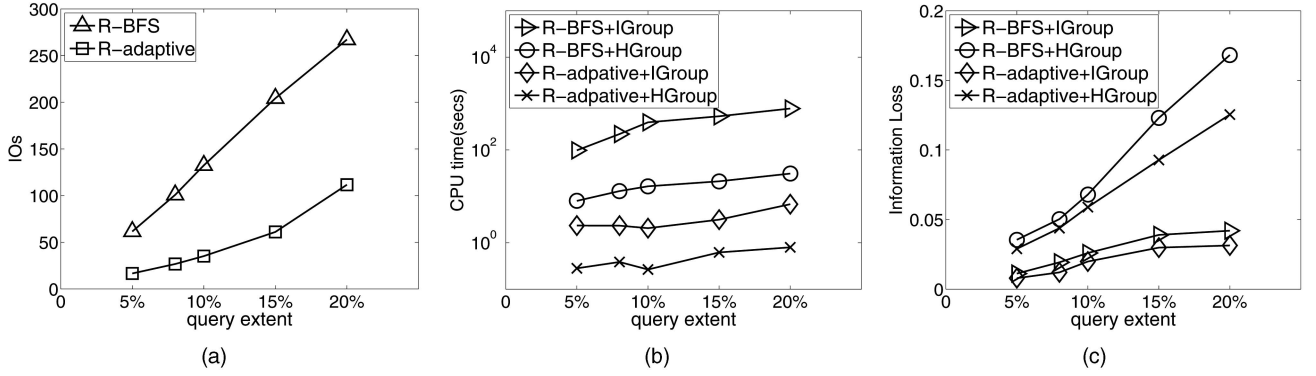 300
250
200
150
100
50
0
IOs
R-BFS
R-adaptive
0 5% 10% 15% 20%
query extent
(a)
10^4
10^2
10^0
CPU time(secs)
R-BFS+IGroup
R-BFS+HGroup
R-adpative+IGroup
R-adpative+HGroup
0 5% 10% 15% 20%
query extent
(b)
0.2
0.15
0.1
0.05
0
Information Loss
R-BFS+IGroup
R-BFS+HGroup
R-adaptive+IGroup
R-adaptive+HGroup
5% 10% 15% 20%
query extent
(c)